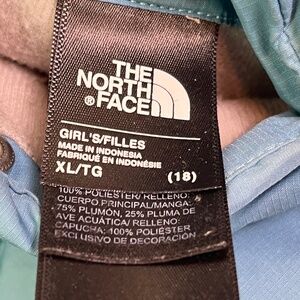 THE
NORTH
®FACE
GIRL'S/FILLES
MADE IN INDONESIA
FABRIQUÉ EN INDONÉSIE
XL/TG
(18)
100% POLIÉSTER/ RELLENO:
CUERPO PRINCIPAL/MANGA:
75% PLUMÓN, 25% PLUMA DE
AVE ACUÁTICA/ RELLENO:
CAPUCHA: 100% POLIÉSTER
EXCLUSIVO DE DECORACIÓN